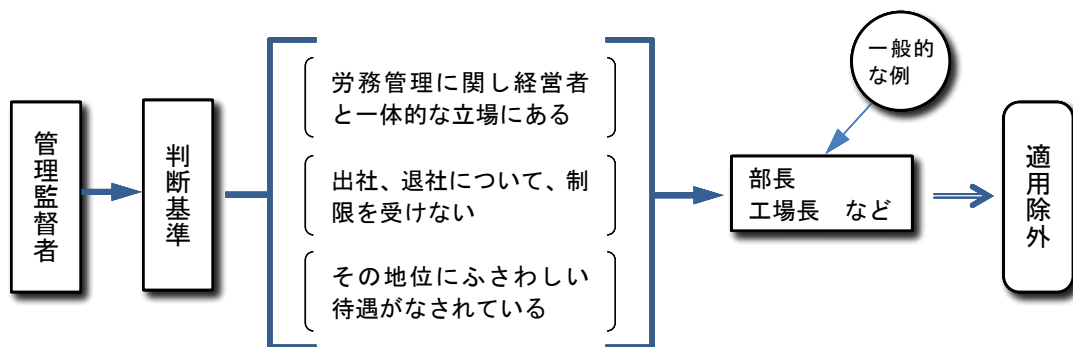 管理監督者
判断基準
労務管理に関し経営者
と一体的な立場にある
出社、退社について、制
限を受けない
その地位にふさわしい
待遇がなされている
一般的
な例
部長
工場長　など
適用除外